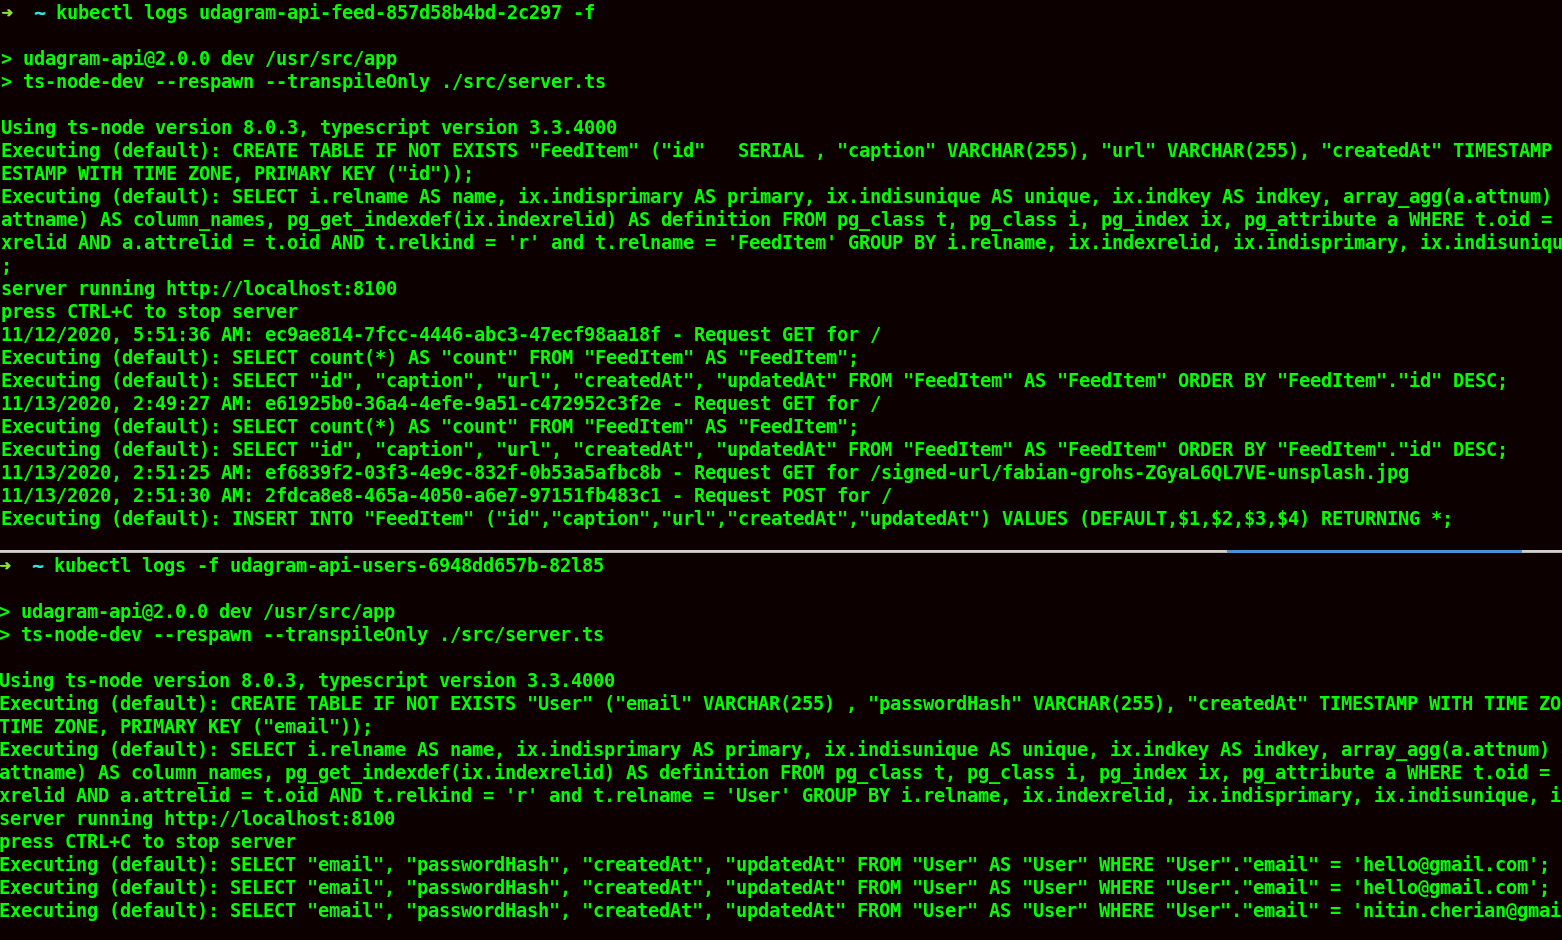 ➜  ~ kubectl logs udagram-api-feed-857d58b4bd-2c297 -f
> udagram-api@2.0.0 dev /usr/src/app
> ts-node-dev --respawn --transpileOnly ./src/server.ts
Using ts-node version 8.0.3, typescript version 3.3.4000
Executing (default): CREATE TABLE IF NOT EXISTS "FeedItem" ("id"   SERIAL , "caption" VARCHAR(255), "url" VARCHAR(255), "createdAt" TIMESTAMP
ESTAMP WITH TIME ZONE, PRIMARY KEY ("id"));
Executing (default): SELECT i.relname AS name, ix.indisprimary AS primary, ix.indisunique AS unique, ix.indkey AS indkey, array_agg(a.attnum)
attname) AS column_names, pg_get_indexdef(ix.indexrelid) AS definition FROM pg_class t, pg_class i, pg_index ix, pg_attribute a WHERE t.oid =
xrelid AND a.attrelid = t.oid AND t.relkind = 'r' and t.relname = 'FeedItem' GROUP BY i.relname, ix.indexrelid, ix.indisprimary, ix.indisuniqu
;
server running http://localhost:8100
press CTRL+C to stop server
11/12/2020, 5:51:36 AM: ec9ae814-7fcc-4446-abc3-47ecf98aa18f - Request GET for /
Executing (default): SELECT count(*) AS "count" FROM "FeedItem" AS "FeedItem";
Executing (default): SELECT "id", "caption", "url", "createdAt", "updatedAt" FROM "FeedItem" AS "FeedItem" ORDER BY "FeedItem"."id" DESC;
11/13/2020, 2:49:27 AM: e61925b0-36a4-4efe-9a51-c472952c3f2e - Request GET for /
Executing (default): SELECT count(*) AS "count" FROM "FeedItem" AS "FeedItem";
Executing (default): SELECT "id", "caption", "url", "createdAt", "updatedAt" FROM "FeedItem" AS "FeedItem" ORDER BY "FeedItem"."id" DESC;
11/13/2020, 2:51:25 AM: ef6839f2-03f3-4e9c-832f-0b53a5afbc8b - Request GET for /signed-url/fabian-grohs-ZGyaL6QL7VE-unsplash.jpg
11/13/2020, 2:51:30 AM: 2fdca8e8-465a-4050-a6e7-97151fb483c1 - Request POST for /
Executing (default): INSERT INTO "FeedItem" ("id","caption","url","createdAt","updatedAt") VALUES (DEFAULT,$1,$2,$3,$4) RETURNING *;
➜  ~ kubectl logs -f udagram-api-users-6948dd657b-82l85
> udagram-api@2.0.0 dev /usr/src/app
> ts-node-dev --respawn --transpileOnly ./src/server.ts
Using ts-node version 8.0.3, typescript version 3.3.4000
Executing (default): CREATE TABLE IF NOT EXISTS "User" ("email" VARCHAR(255) , "passwordHash" VARCHAR(255), "createdAt" TIMESTAMP WITH TIME ZO
TIME ZONE, PRIMARY KEY ("email"));
Executing (default): SELECT i.relname AS name, ix.indisprimary AS primary, ix.indisunique AS unique, ix.indkey AS indkey, array_agg(a.attnum)
attname) AS column_names, pg_get_indexdef(ix.indexrelid) AS definition FROM pg_class t, pg_class i, pg_index ix, pg_attribute a WHERE t.oid =
xrelid AND a.attrelid = t.oid AND t.relkind = 'r' and t.relname = 'User' GROUP BY i.relname, ix.indexrelid, ix.indisprimary, ix.indisunique, i
server running http://localhost:8100
press CTRL+C to stop server
Executing (default): SELECT "email", "passwordHash", "createdAt", "updatedAt" FROM "User" AS "User" WHERE "User"."email" = 'hello@gmail.com';
Executing (default): SELECT "email", "passwordHash", "createdAt", "updatedAt" FROM "User" AS "User" WHERE "User"."email" = 'hello@gmail.com';
Executing (default): SELECT "email", "passwordHash", "createdAt", "updatedAt" FROM "User" AS "User" WHERE "User"."email" = 'nitin.cherian@gmai